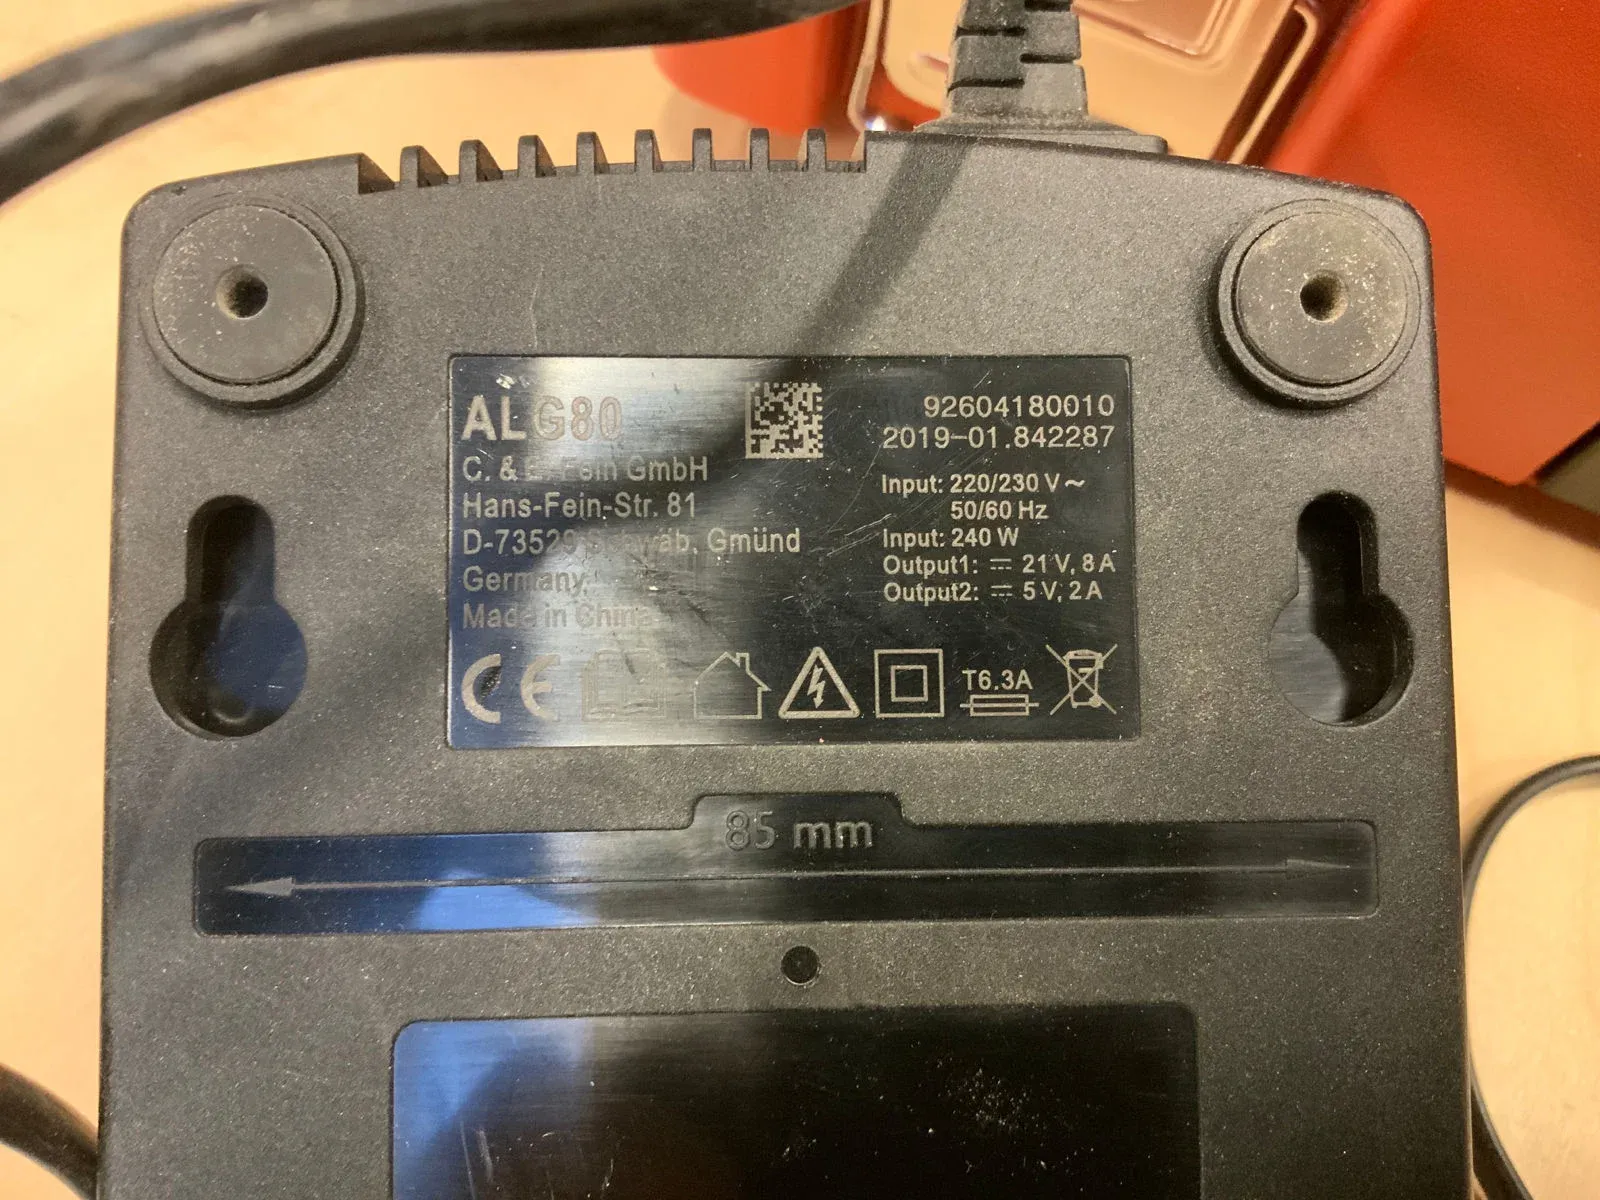 ALG80
C. & E. Fein GmbH
Hans-Fein-Str. 81
D-73529 Schwäb. Gmünd
Germany,
Made in China
92604180010
2019-01.842287
Input: 220/230 V ~
50/60 Hz
Input: 240 W
Output1: ⎓ 21 V, 8 A
Output2: ⎓ 5 V, 2 A
CE
T6.3A
85 mm